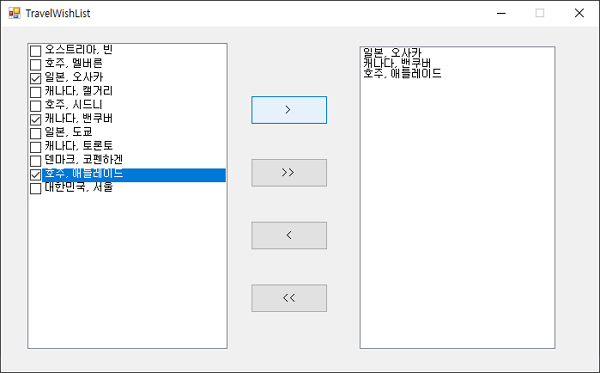 TravelWishList
오스트리아, 빈
호주, 멜버른
일본, 오사카
캐나다, 캘거리
호주, 시드니
캐나다, 밴쿠버
일본, 도쿄
캐나다, 토론토
덴마크, 코펜하겐
호주, 애들레이드
대한민국, 서울
>
>>
<
<<
일본, 오사카
캐나다, 밴쿠버
호주, 애들레이드